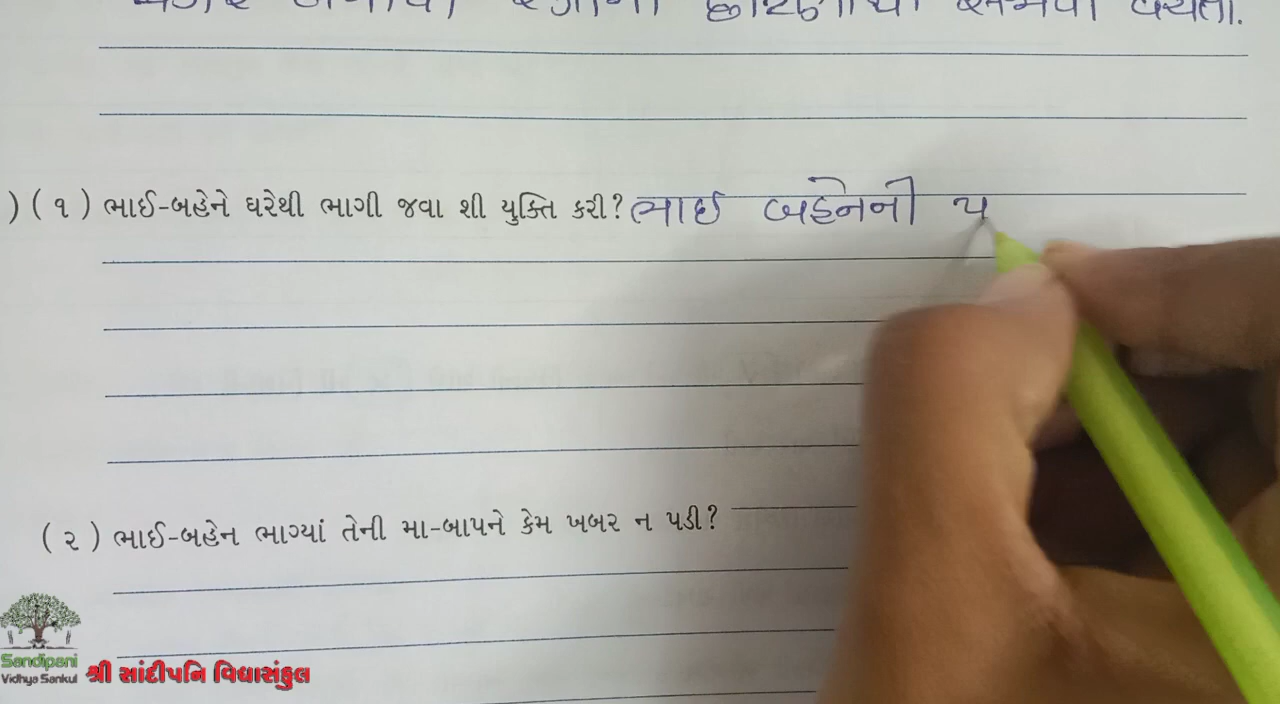 ) ( ૧ ) ભાઈ-બહેને ઘરેથી ભાગી જવા શી યુક્તિ કરી? ભાઈ બહેનની
( ૨ ) ભાઈ-બહેન ભાગ્યાં તેની મા-બાપને કેમ ખબર ન પડી?
Sandipani
Vidhya Sankul
શ્રી સાંદીપનિ વિદ્યાસંકુલ